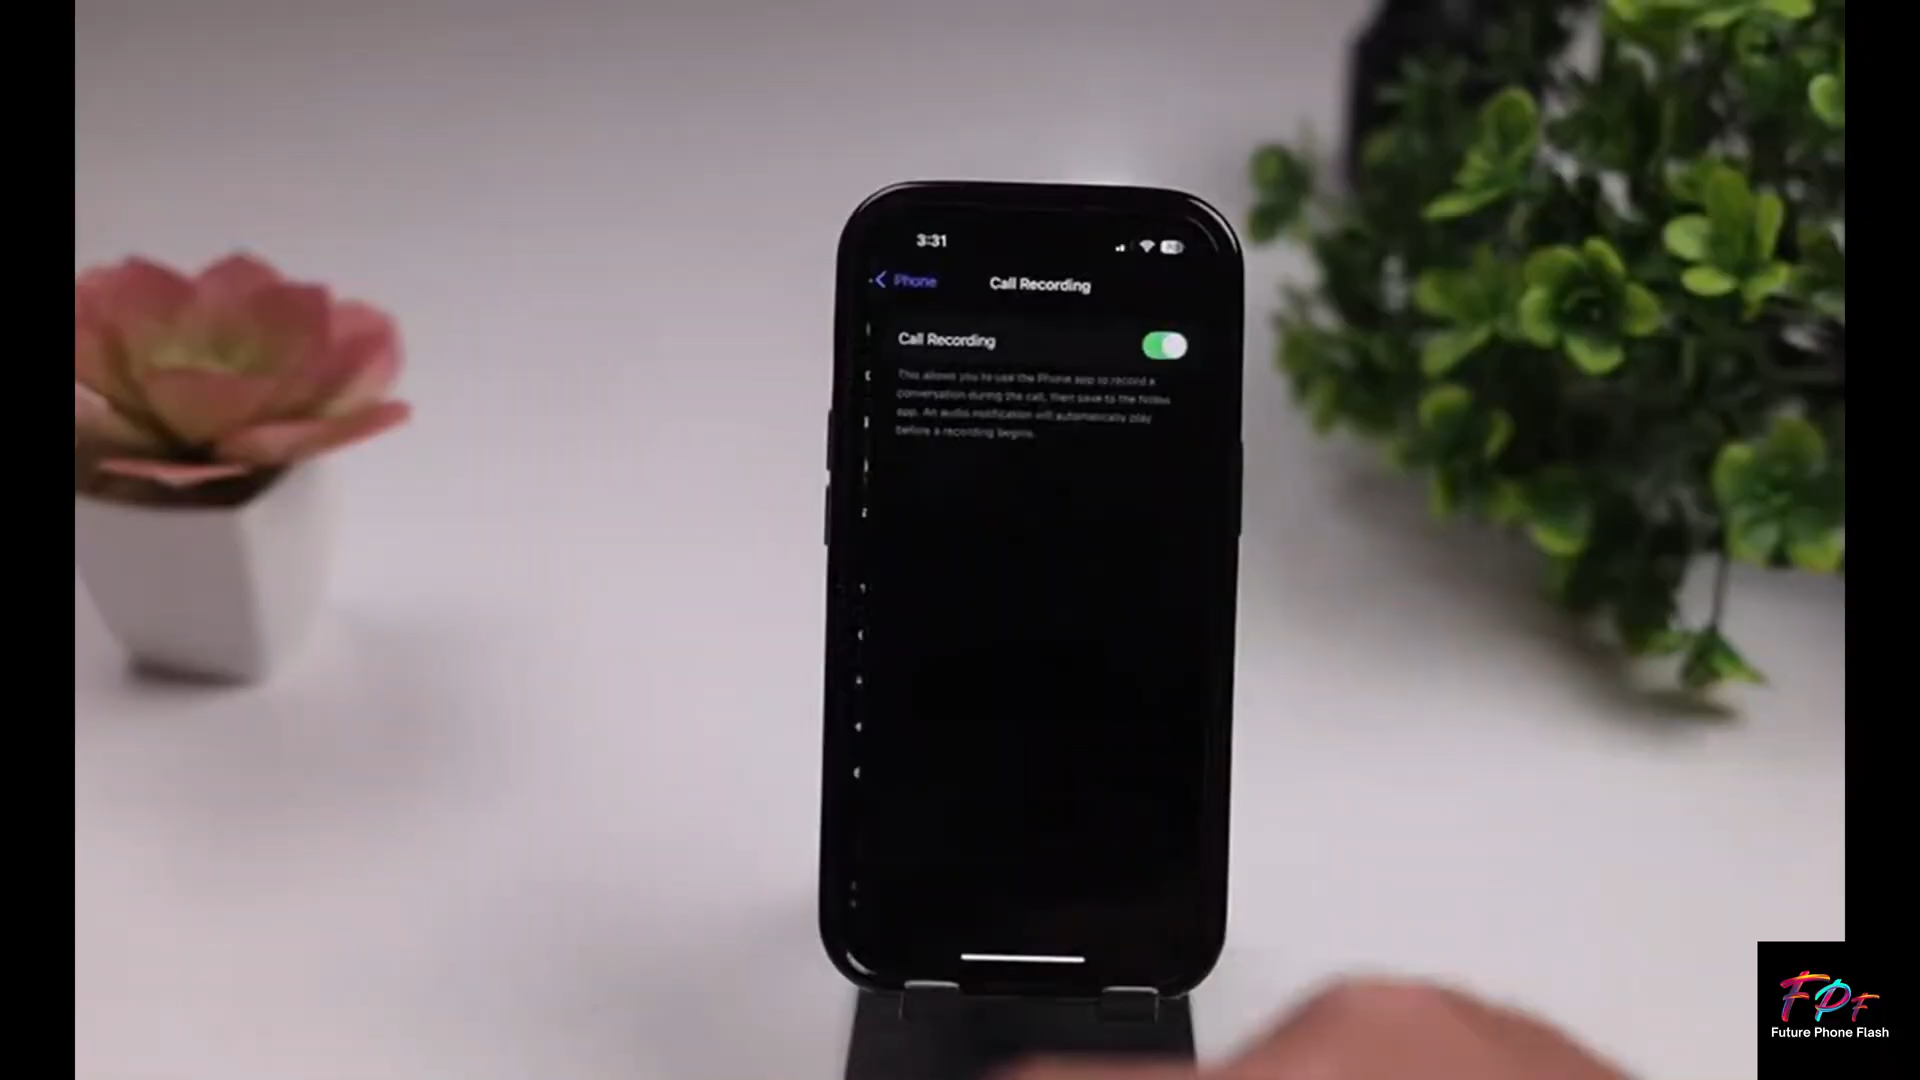 3:31
Phone
Call Recording
Call Recording
This allows you to use the Phone app to record a
conversation during the call, then save to the Notes
app. An audio notification will automatically play
before a recording begins.
FPF
Future Phone Flash